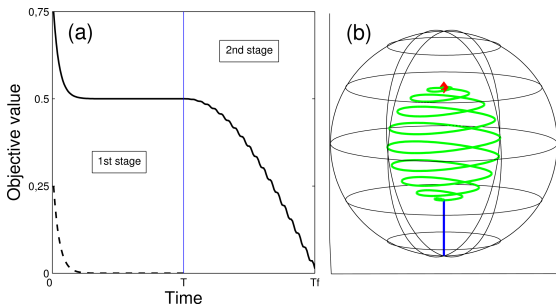 0,75
(a)
2nd stage
(b)
0.5
Objective value
1st stage
0,25
0
0
T
Tf
Time